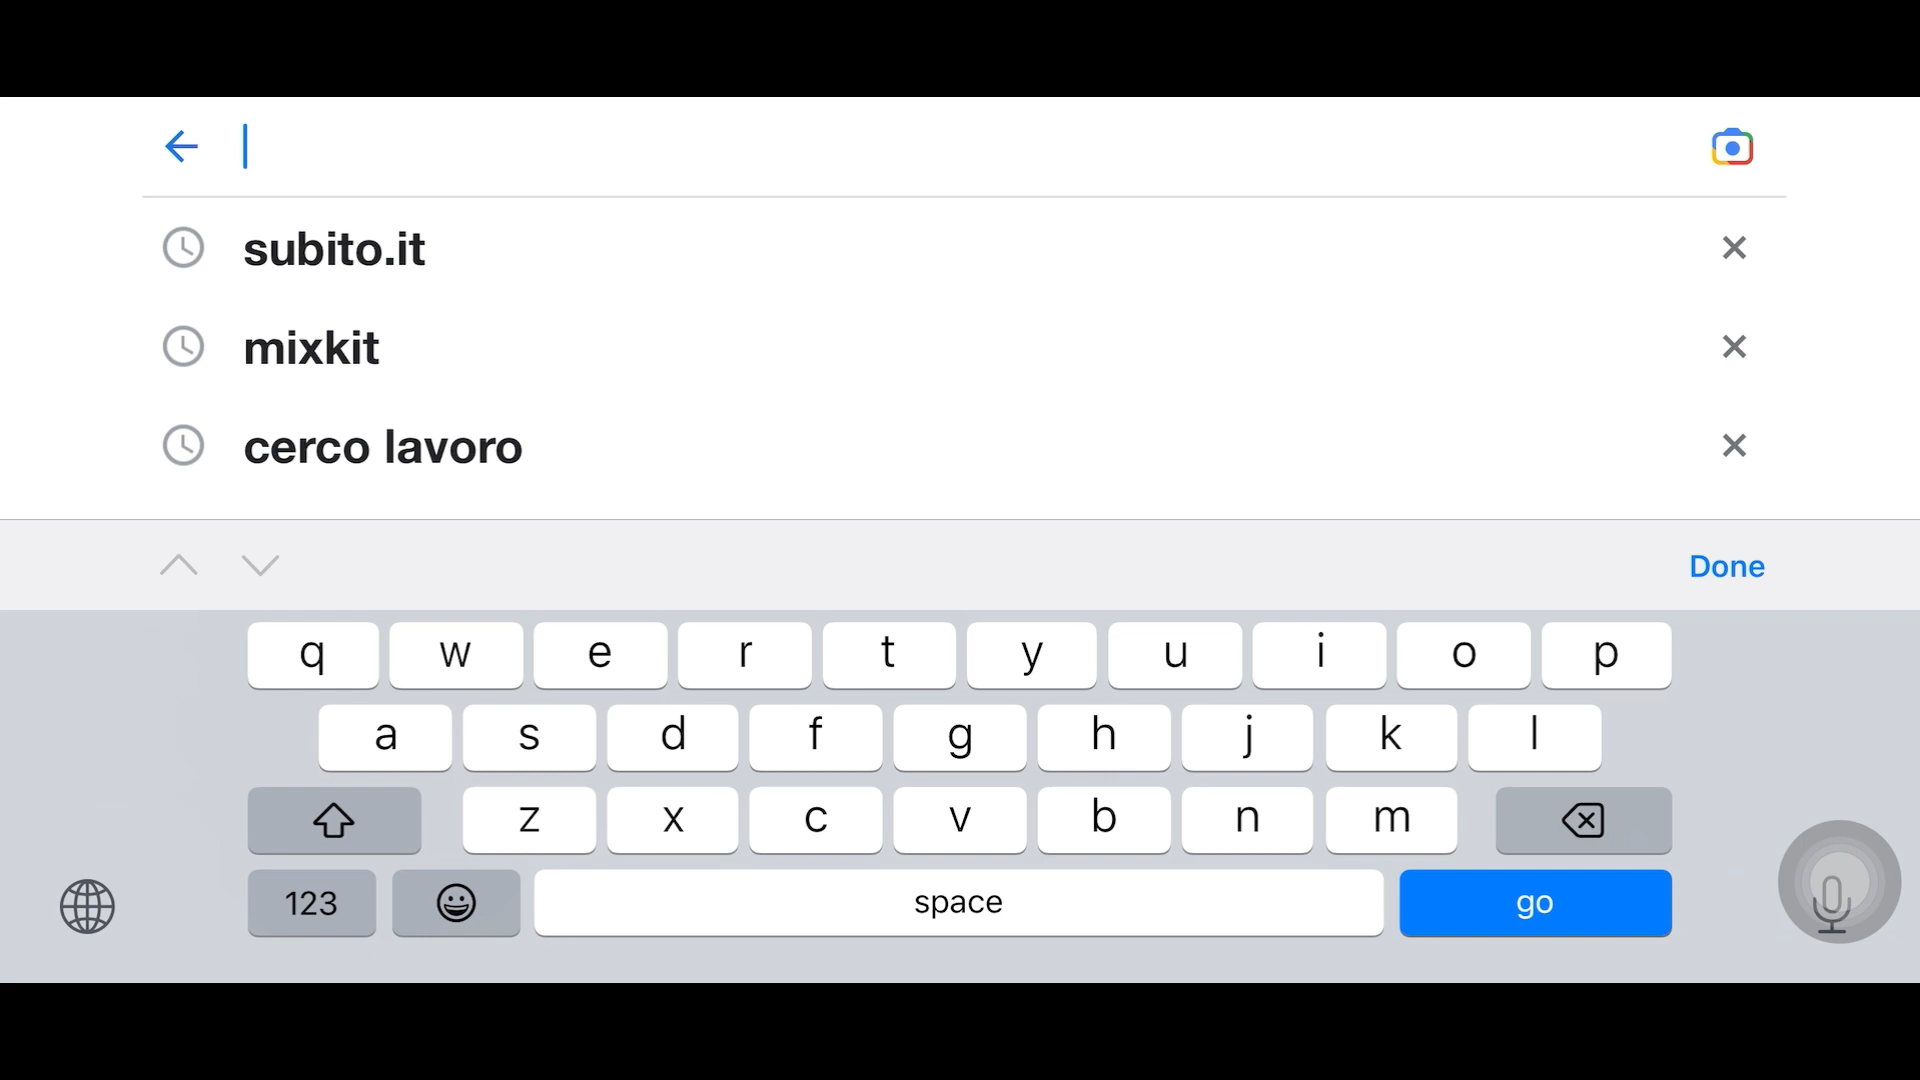 subito.it
mixkit
cerco lavoro
Done
q w e r t y u i o p
a s d f g h j k l
z x c v b n m
123 space go